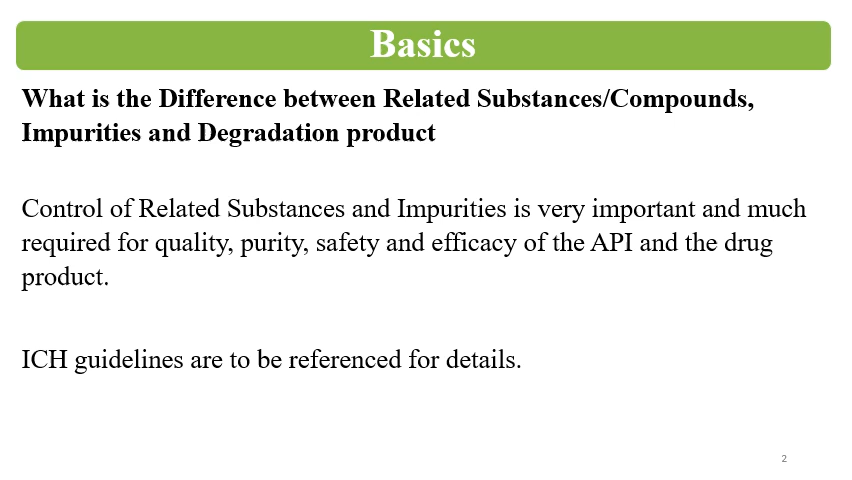 Basics
What is the Difference between Related Substances/Compounds,
Impurities and Degradation product
Control of Related Substances and Impurities is very important and much
required for quality, purity, safety and efficacy of the API and the drug
product.
ICH guidelines are to be referenced for details.
2